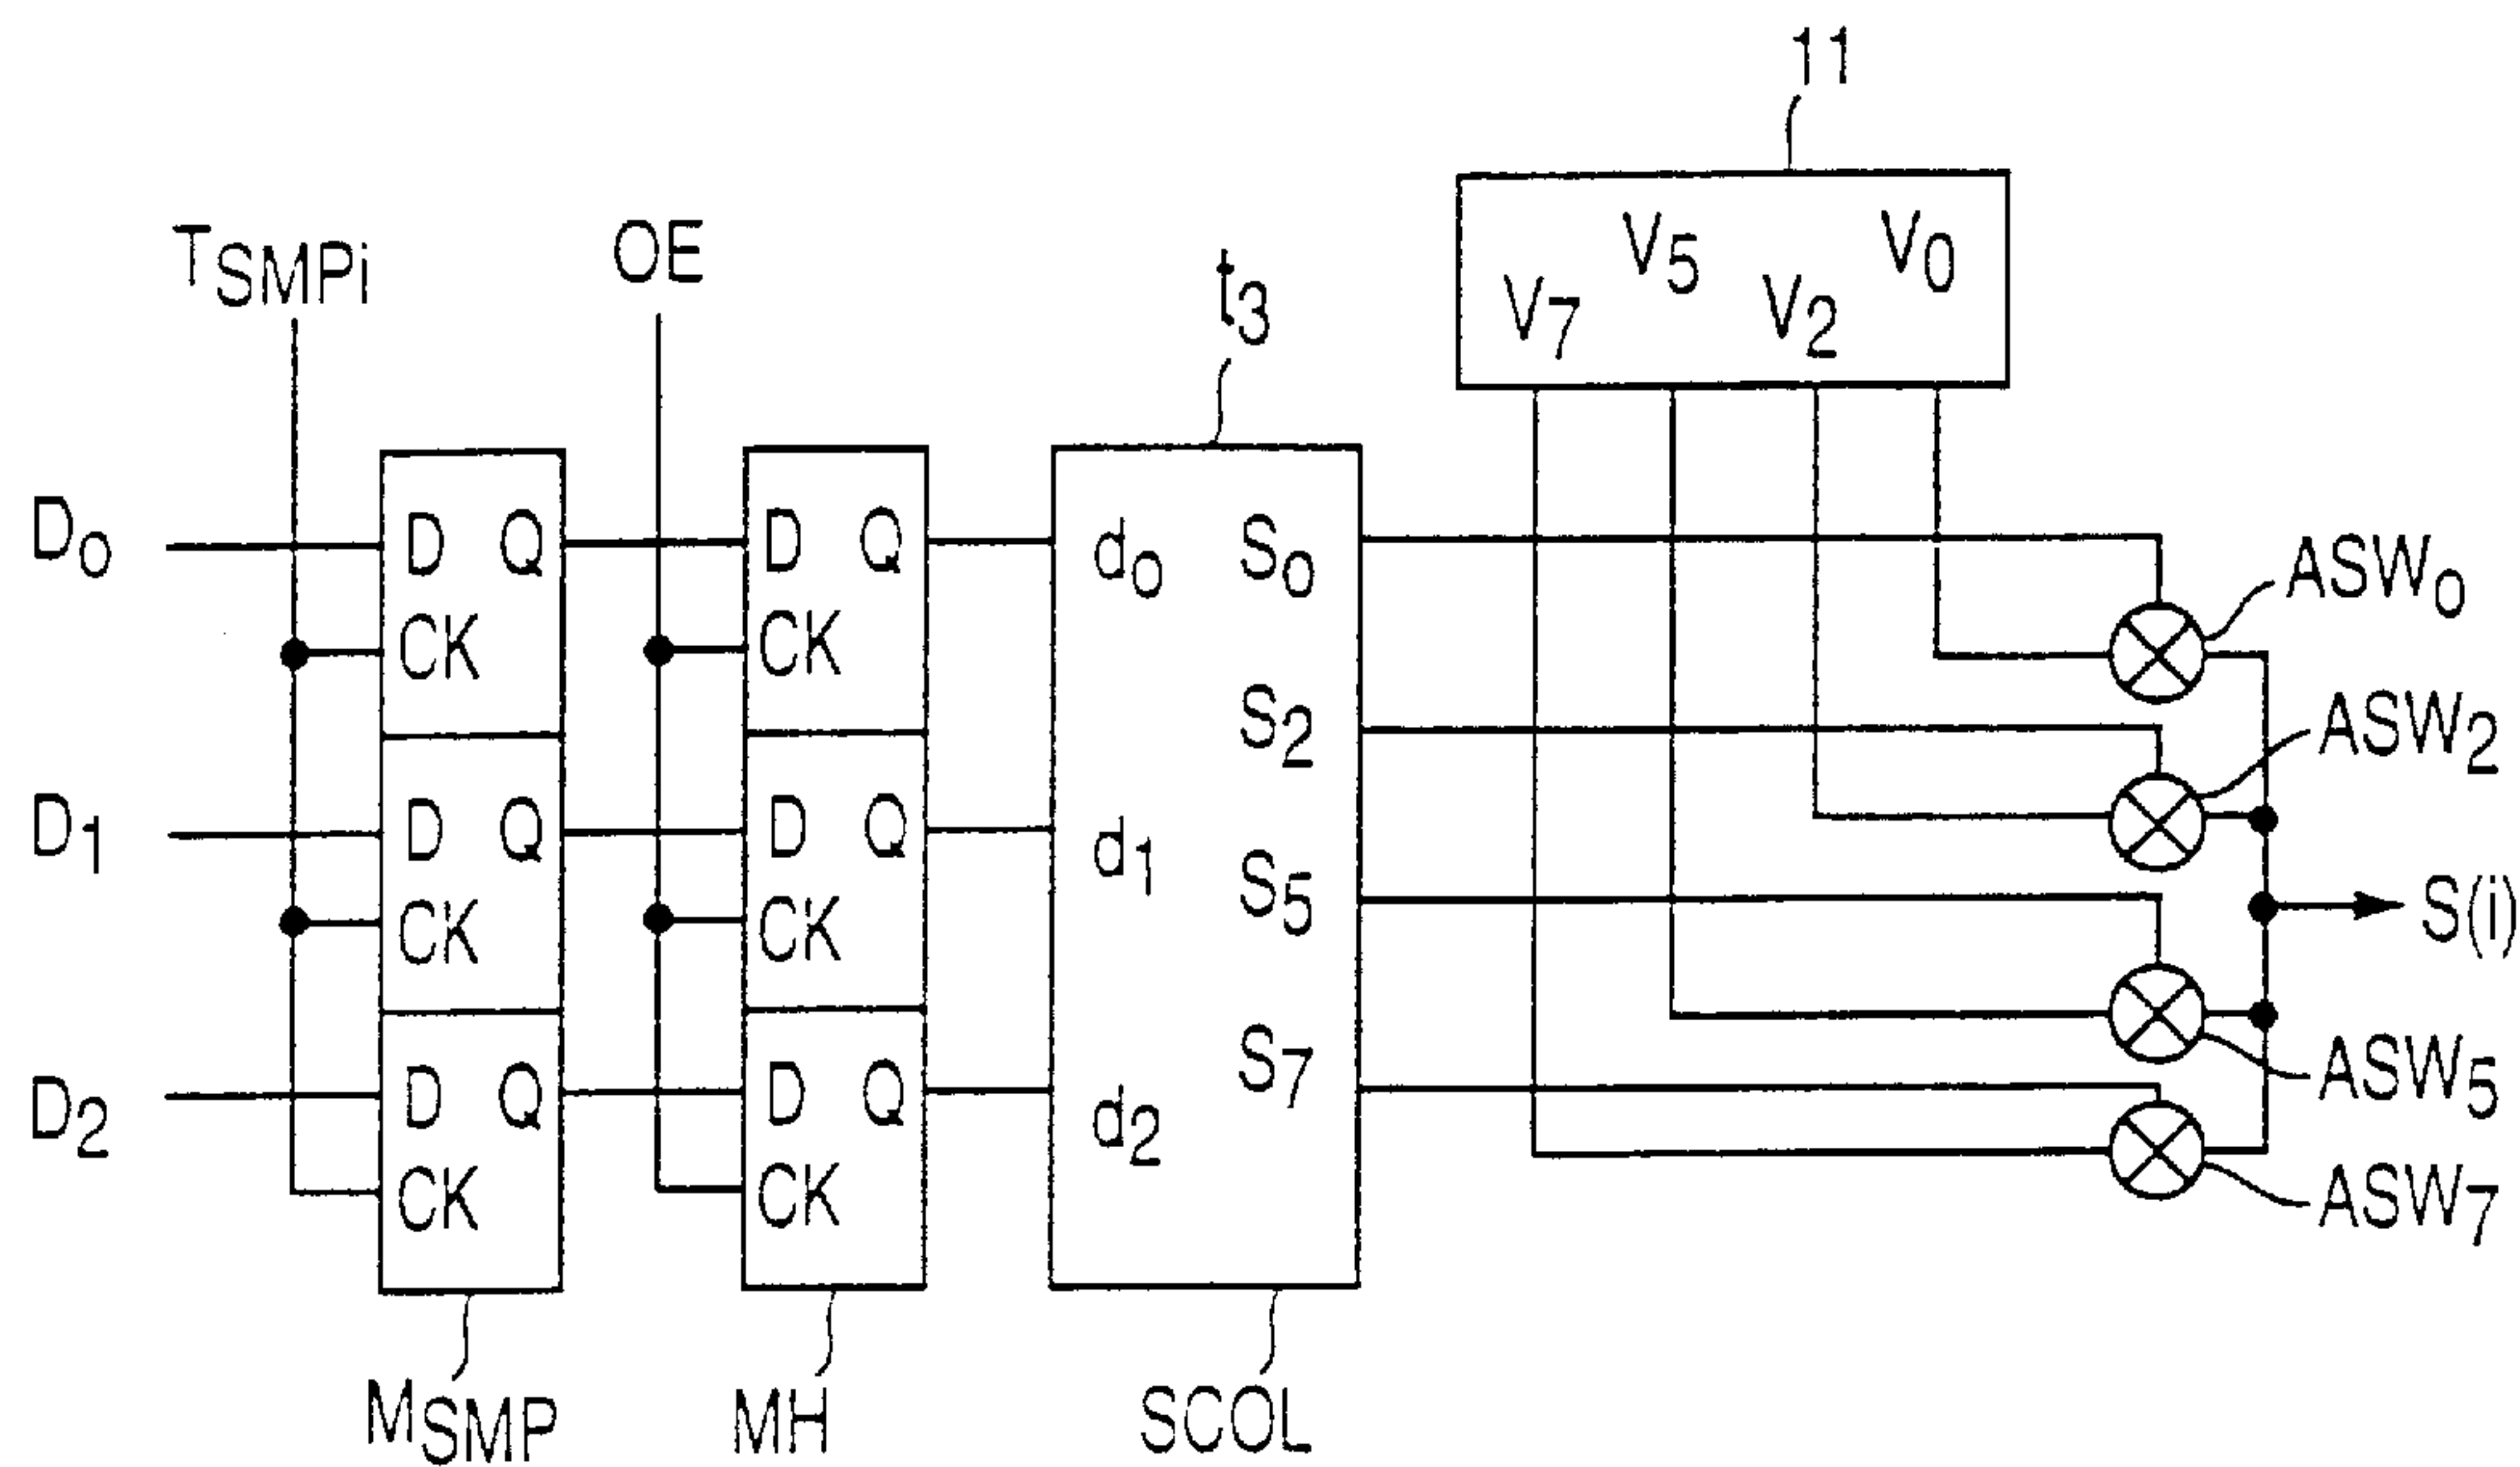 11
TSMPi OE t3 V7 V5 V2 V0
D0 D Q D Q d0 S0 ASW0
CK CK
S2 ASW2
D1 D Q D Q d1 S5 S(i)
CK CK
S7 ASW5
D2 D Q D Q d2
CK CK ASW7
MSMP MH SCOL